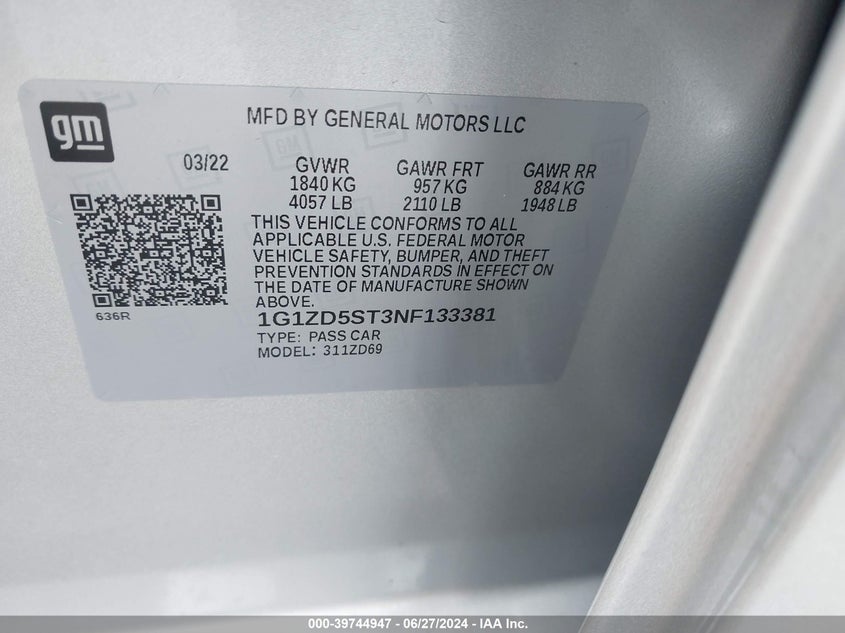 gm
MFD BY GENERAL MOTORS LLC
03/22 GVWR GAWR FRT GAWR RR
1840 KG 957 KG 884 KG
4057 LB 2110 LB 1948 LB
THIS VEHICLE CONFORMS TO ALL
APPLICABLE U.S. FEDERAL MOTOR
VEHICLE SAFETY, BUMPER, AND THEFT
PREVENTION STANDARDS IN EFFECT ON
THE DATE OF MANUFACTURE SHOWN
ABOVE.
636R
1G1ZD5ST3NF133381
TYPE: PASS CAR
MODEL: 311ZD69
000-39744947 - 06/27/2024 - IAA Inc.